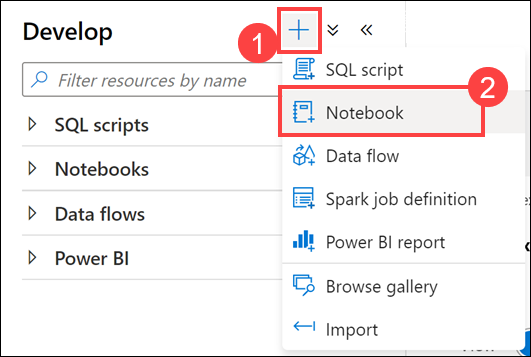 Develop
1
Filter resources by name
SQL scripts
Notebooks
Data flows
Power BI
SQL script
Notebook
2
Data flow
Spark job definition
Power BI report
Browse gallery
Import